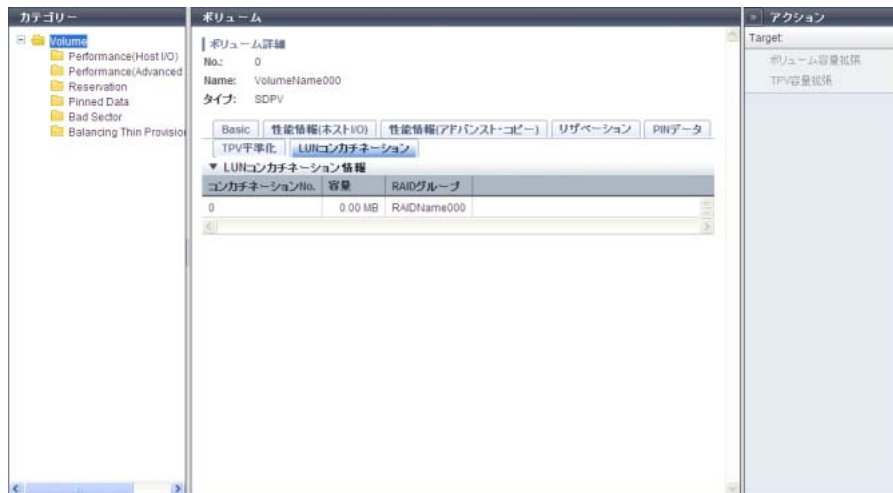 カテゴリー
Volume
Performance(Host I/O)
Performance(Advanced
Reservation
Pinned Data
Bad Sector
Balancing Thin Provision
ボリューム
ボリューム詳細
No.: 0
Name: VolumeName000
タイプ: SDPV
Basic 性能情報(ホストI/O) 性能情報(アドバンスト・コピー) リザベーション PINデータ
TPV平準化 LUNコンカチネーション
▼ LUNコンカチネーション情報
コンカチネーションNo. 容量 RAIDグループ
0 0.00 MB RAIDName000
» アクション
Target:
ボリューム容量拡張
TPV容量拡張